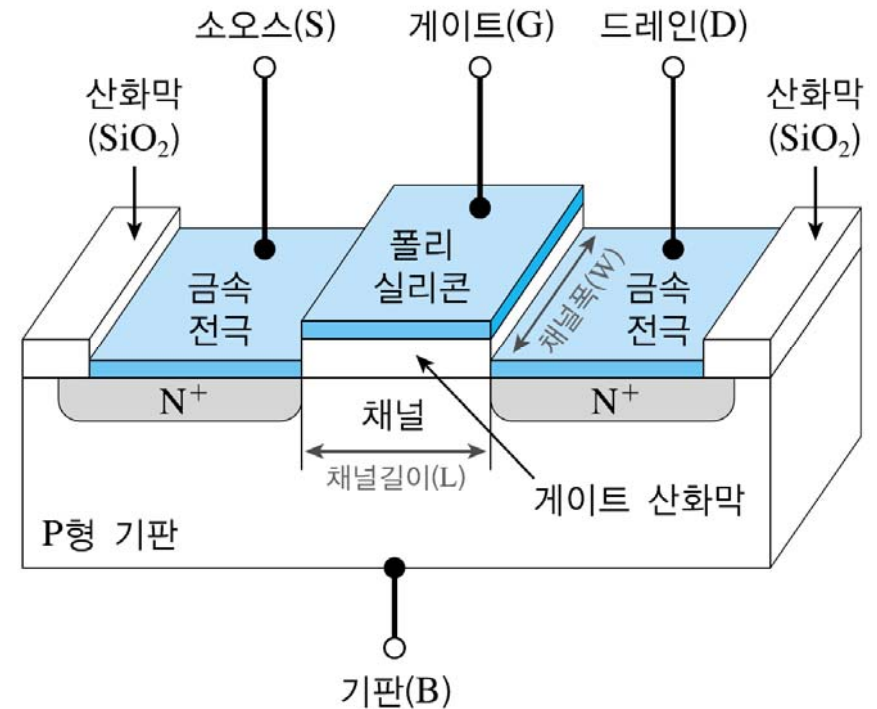 소오스(S)
게이트(G)
드레인(D)
산화막
(SiO₂)
산화막
(SiO₂)
폴리
실리콘
금속
전극
채널폭(W)
금속
전극
N⁺
채널
N⁺
채널길이(L)
게이트 산화막
P형 기판
기판(B)